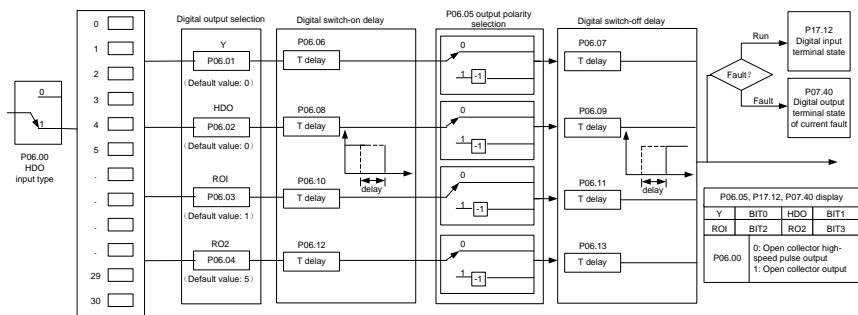 Digital output selection
Digital switch-on delay
P06.05 output polarity
selection
Digital switch-off delay
0
1
2
3
4
5
.
.
.
.
29
30
0
1
P06.00
HDO
input type
Y
P06.01
(Default value: 0)
HDO
P06.02
(Default value: 0)
ROI
P06.03
(Default value: 1)
RO2
P06.04
(Default value: 5)
P06.06
T delay
P06.08
T delay
delay
P06.10
T delay
P06.12
T delay
0
1
-1
0
1
-1
0
1
-1
0
1
-1
P06.07
T delay
P06.09
T delay
delay
P06.11
T delay
P06.13
T delay
Fault?
Run
Fault
P17.12
Digital input
terminal state
P07.40
Digital output
terminal state
of current fault
P06.05, P17.12, P07.40 display
Y BIT0 HDO BIT1
ROI BIT2 RO2 BIT3
P06.00
0: Open collector high-
speed pulse output
1: Open collector output